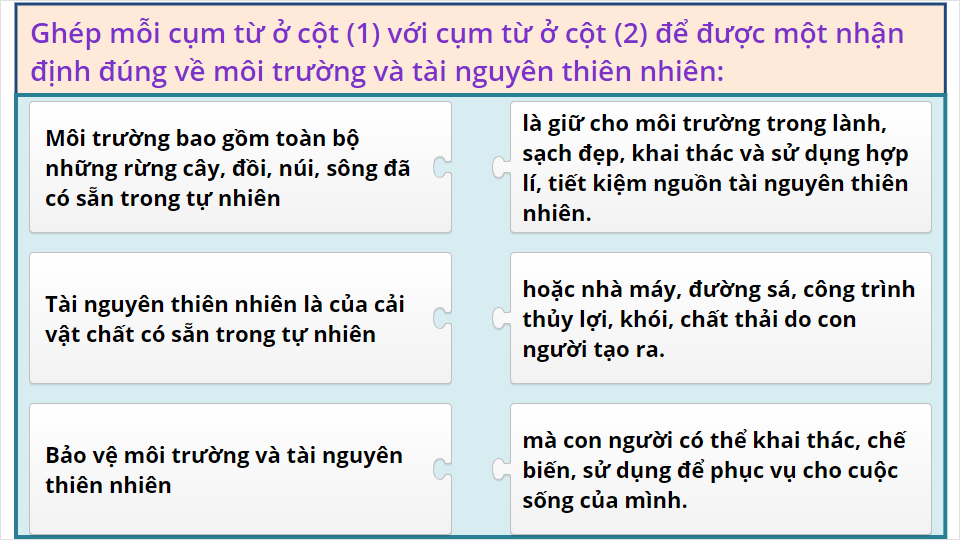 Ghép mỗi cụm từ ở cột (1) với cụm từ ở cột (2) để được một nhận
định đúng về môi trường và tài nguyên thiên nhiên:
Môi trường bao gồm toàn bộ
những rừng cây, đồi, núi, sông đã
có sẵn trong tự nhiên
là giữ cho môi trường trong lành,
sạch đẹp, khai thác và sử dụng hợp
lí, tiết kiệm nguồn tài nguyên thiên
nhiên.
Tài nguyên thiên nhiên là của cải
vật chất có sẵn trong tự nhiên
hoặc nhà máy, đường sá, công trình
thủy lợi, khói, chất thải do con
người tạo ra.
Bảo vệ môi trường và tài nguyên
thiên nhiên
mà con người có thể khai thác, chế
biến, sử dụng để phục vụ cho cuộc
sống của mình.